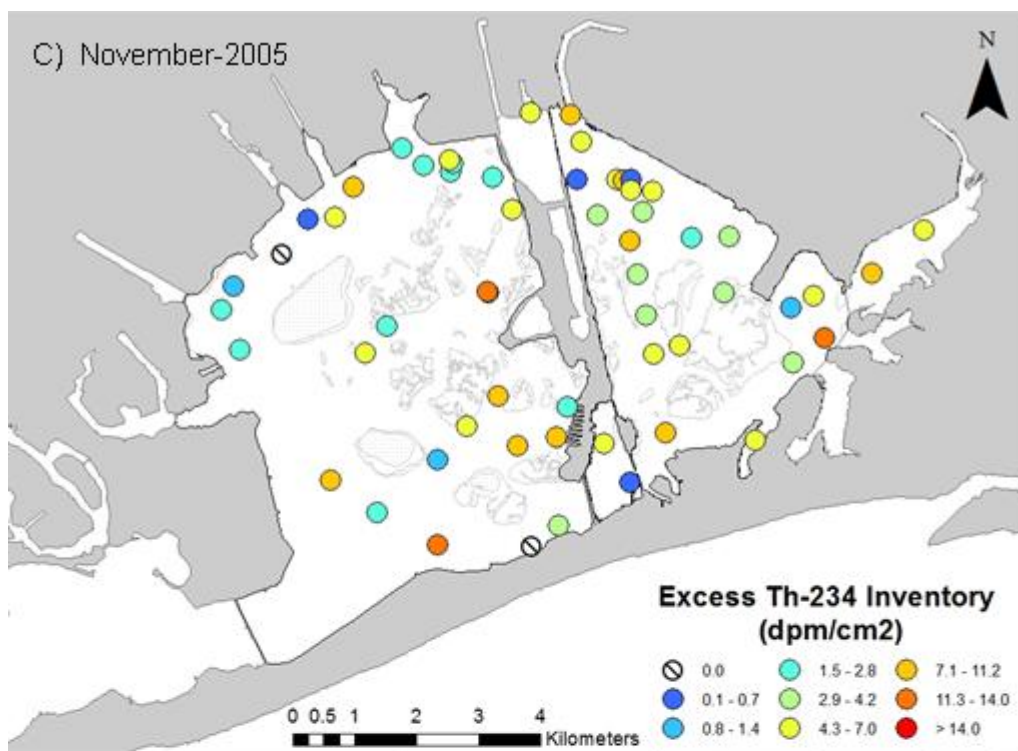 C) November-2005
N
Excess Th-234 Inventory
(dpm/cm2)
0.0
1.5 - 2.8
7.1 - 11.2
0.1 - 0.7
2.9 - 4.2
11.3 - 14.0
0.8 - 1.4
4.3 - 7.0
> 14.0
0 0.5 1 2 3 4
Kilometers